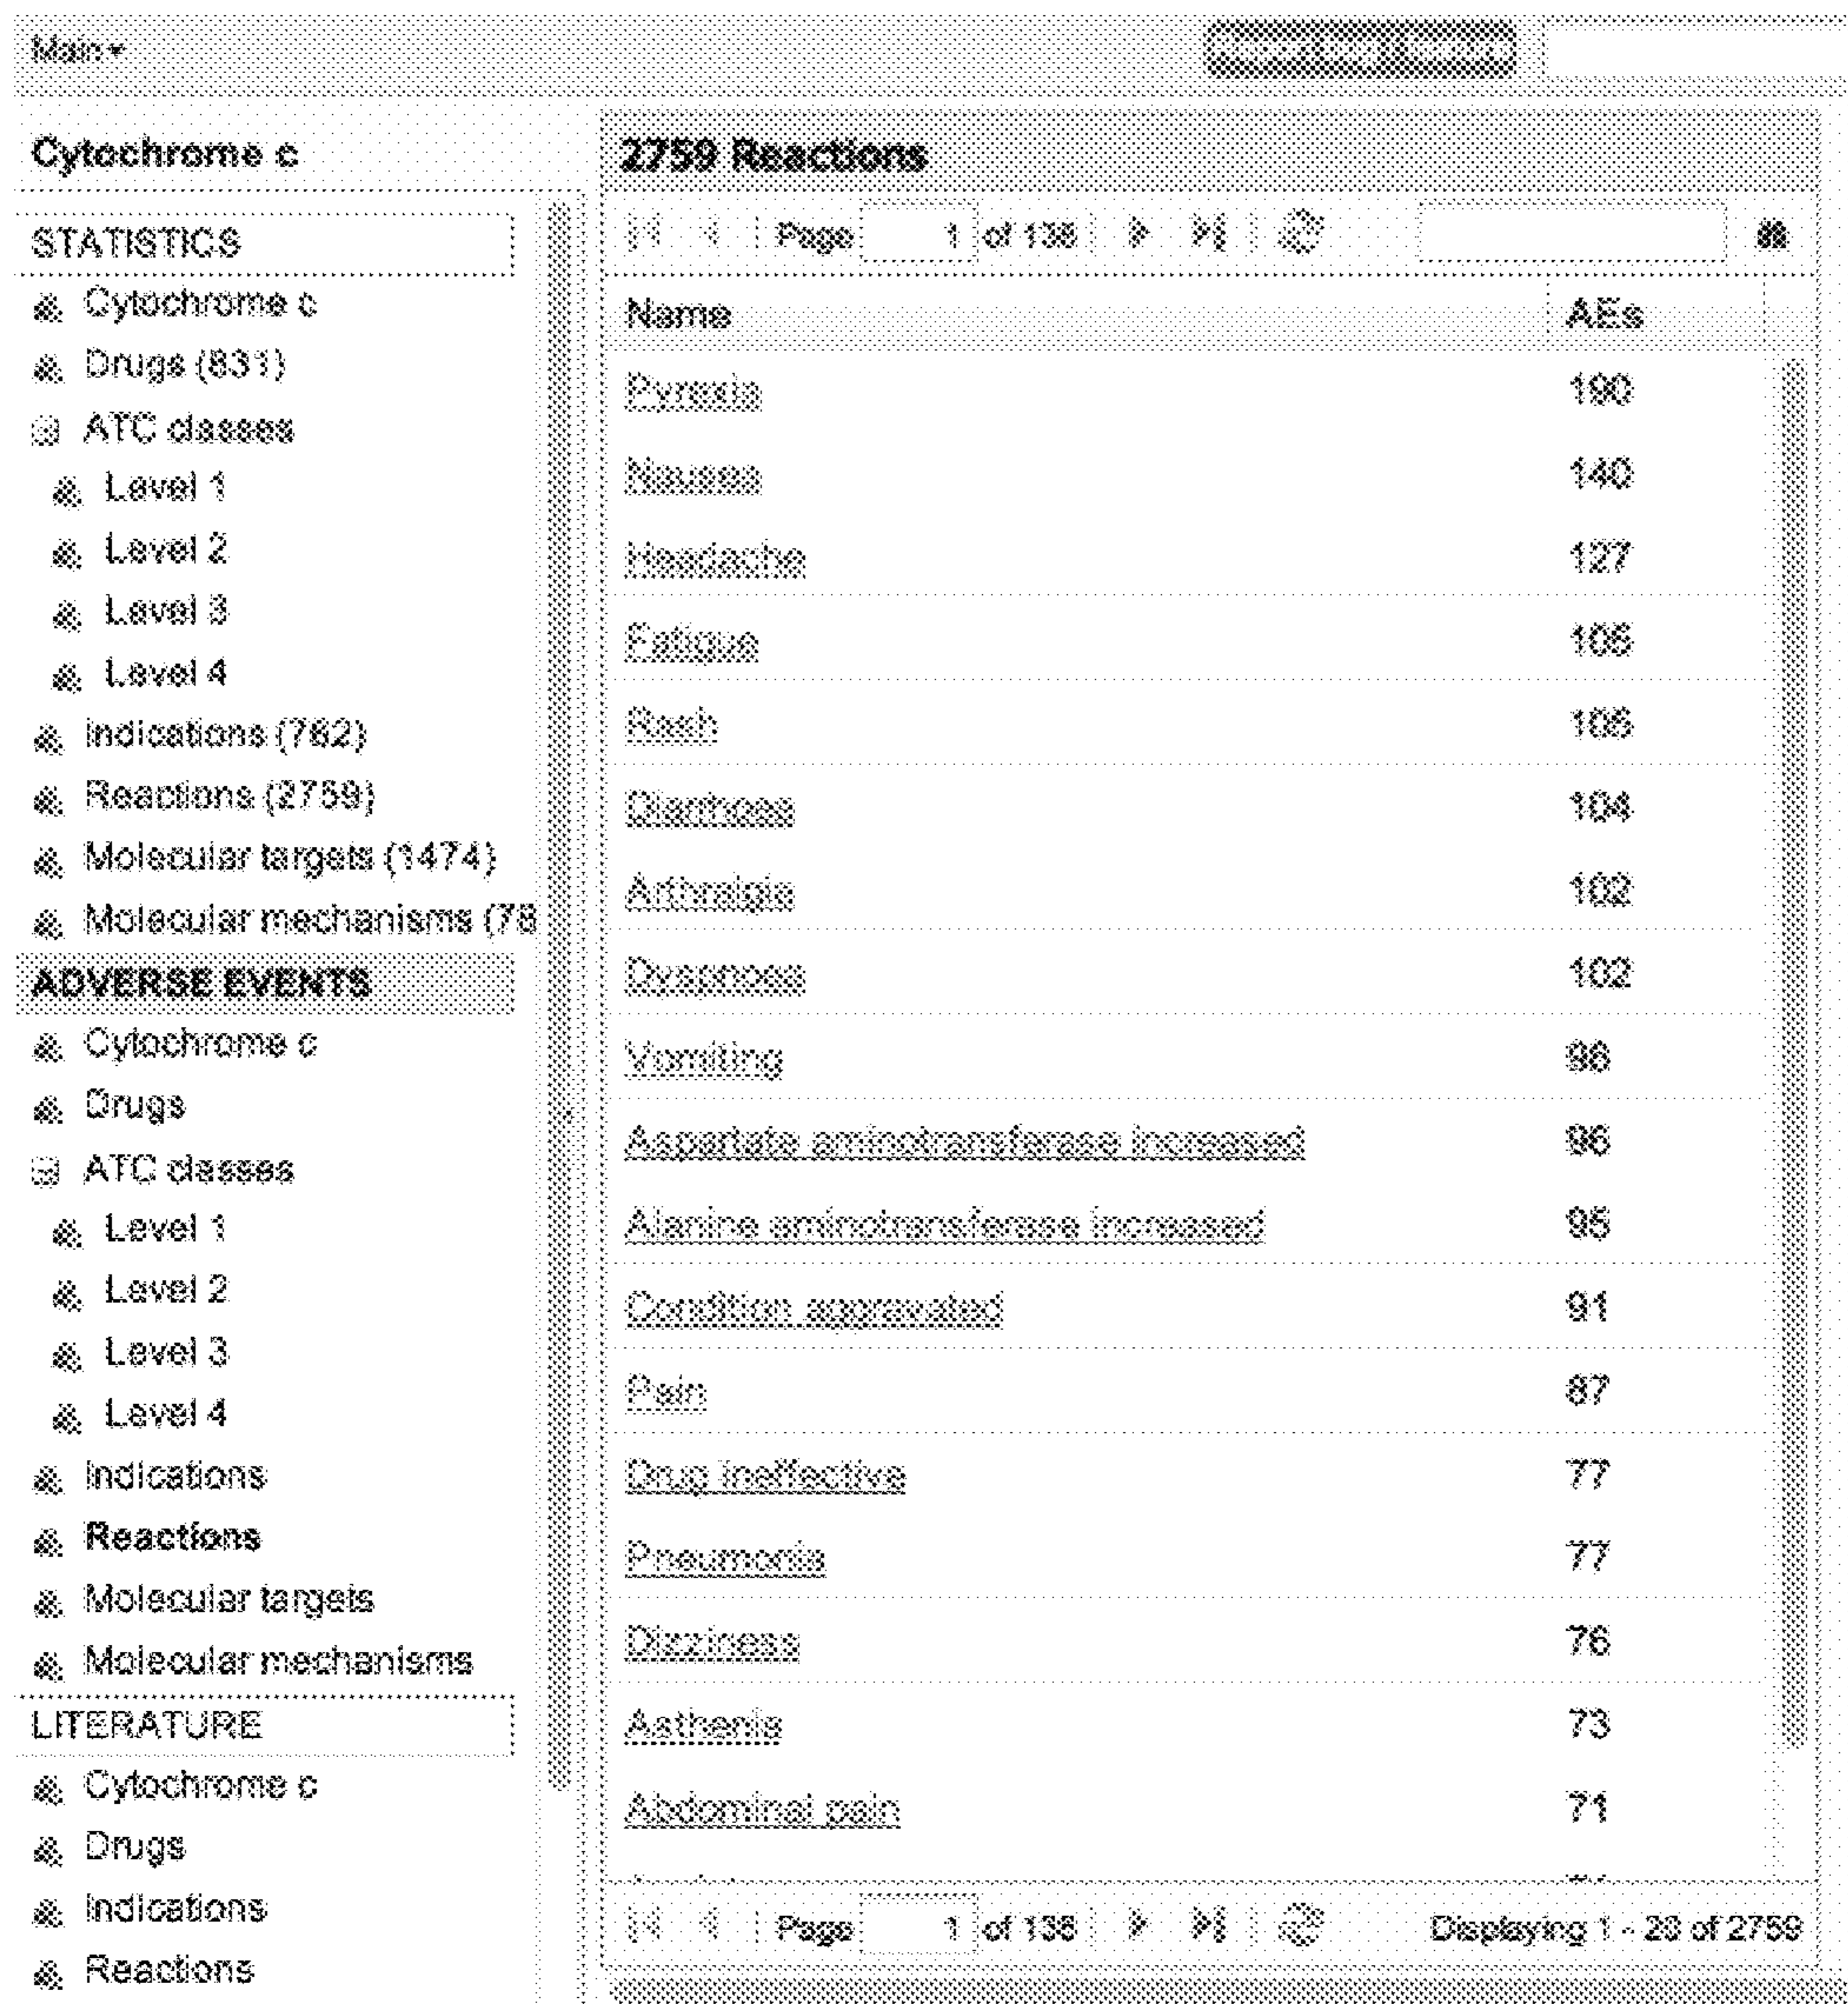 Main
Cytochrome c
STATISTICS
Cytochrome c
Drugs (831)
ATC classes
Level 1
Level 2
Level 3
Level 4
Indications (762)
Reactions (2759)
Molecular targets (1474)
Molecular mechanisms (78
ADVERSE EVENTS
Cytochrome c
Drugs
ATC classes
Level 1
Level 2
Level 3
Level 4
Indications
Reactions
Molecular targets
Molecular mechanisms
LITERATURE
Cytochrome c
Drugs
Indications
Reactions
2759 Reactions
Page 1 of 138
Name AEs
Pyrexia 190
Nausea 140
Headache 127
Fatigue
Rash
Diarrhoea 104
Arthralgia 102
Dyspnoea 102
Vomiting 98
Aspartate aminotransferase increased 96
Alanine aminotransferase increased 95
Condition aggravated 91
Pain 87
Drug ineffective 77
Pneumonia 77
Dizziness 76
Asthenia 73
Abdominal pain 71
Page 1 of 138
Displaying 1 - 20 of 2759